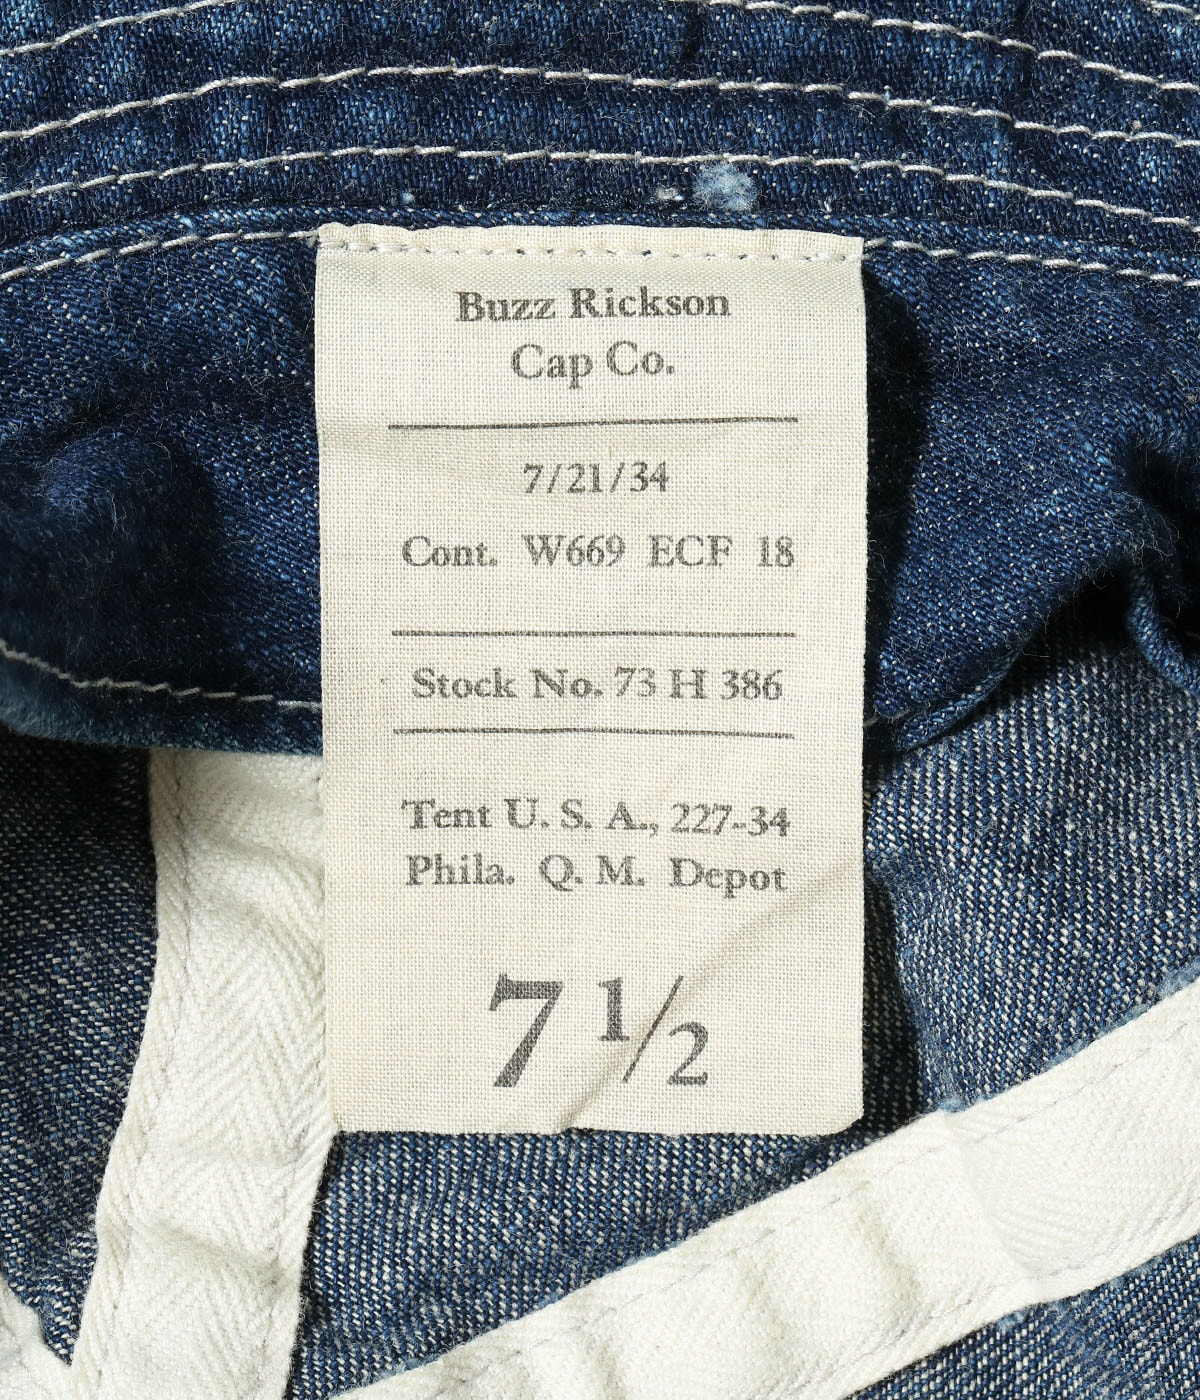 Buzz Rickson
Cap Co.
7/21/34
Cont. W669 ECF 18
Stock No. 73 H 386
Tent U. S. A., 227-34
Phila. Q. M. Depot
7 1/2